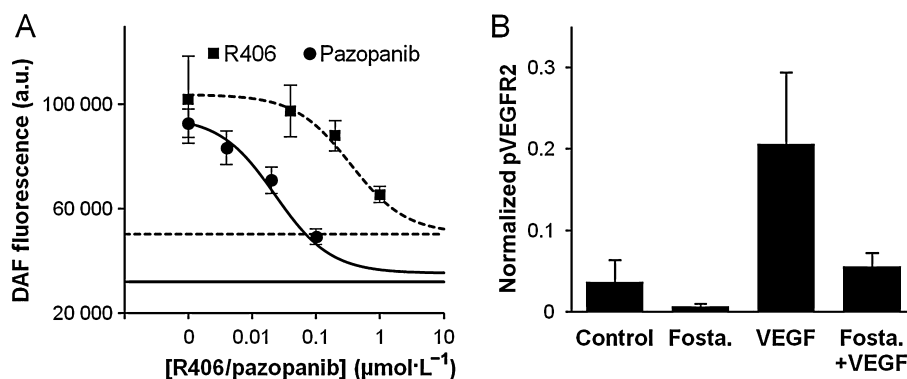 A
R406 Pazopanib
DAF fluorescence (a.u.)
100 000
60 000
20 000
0 0.01 0.1 1 10
[R406/pazopanib] (µmol·L⁻¹)
B
Normalized pVEGFR2
0.3
0.2
0.1
0
Control Fosta. VEGF Fosta.
+VEGF